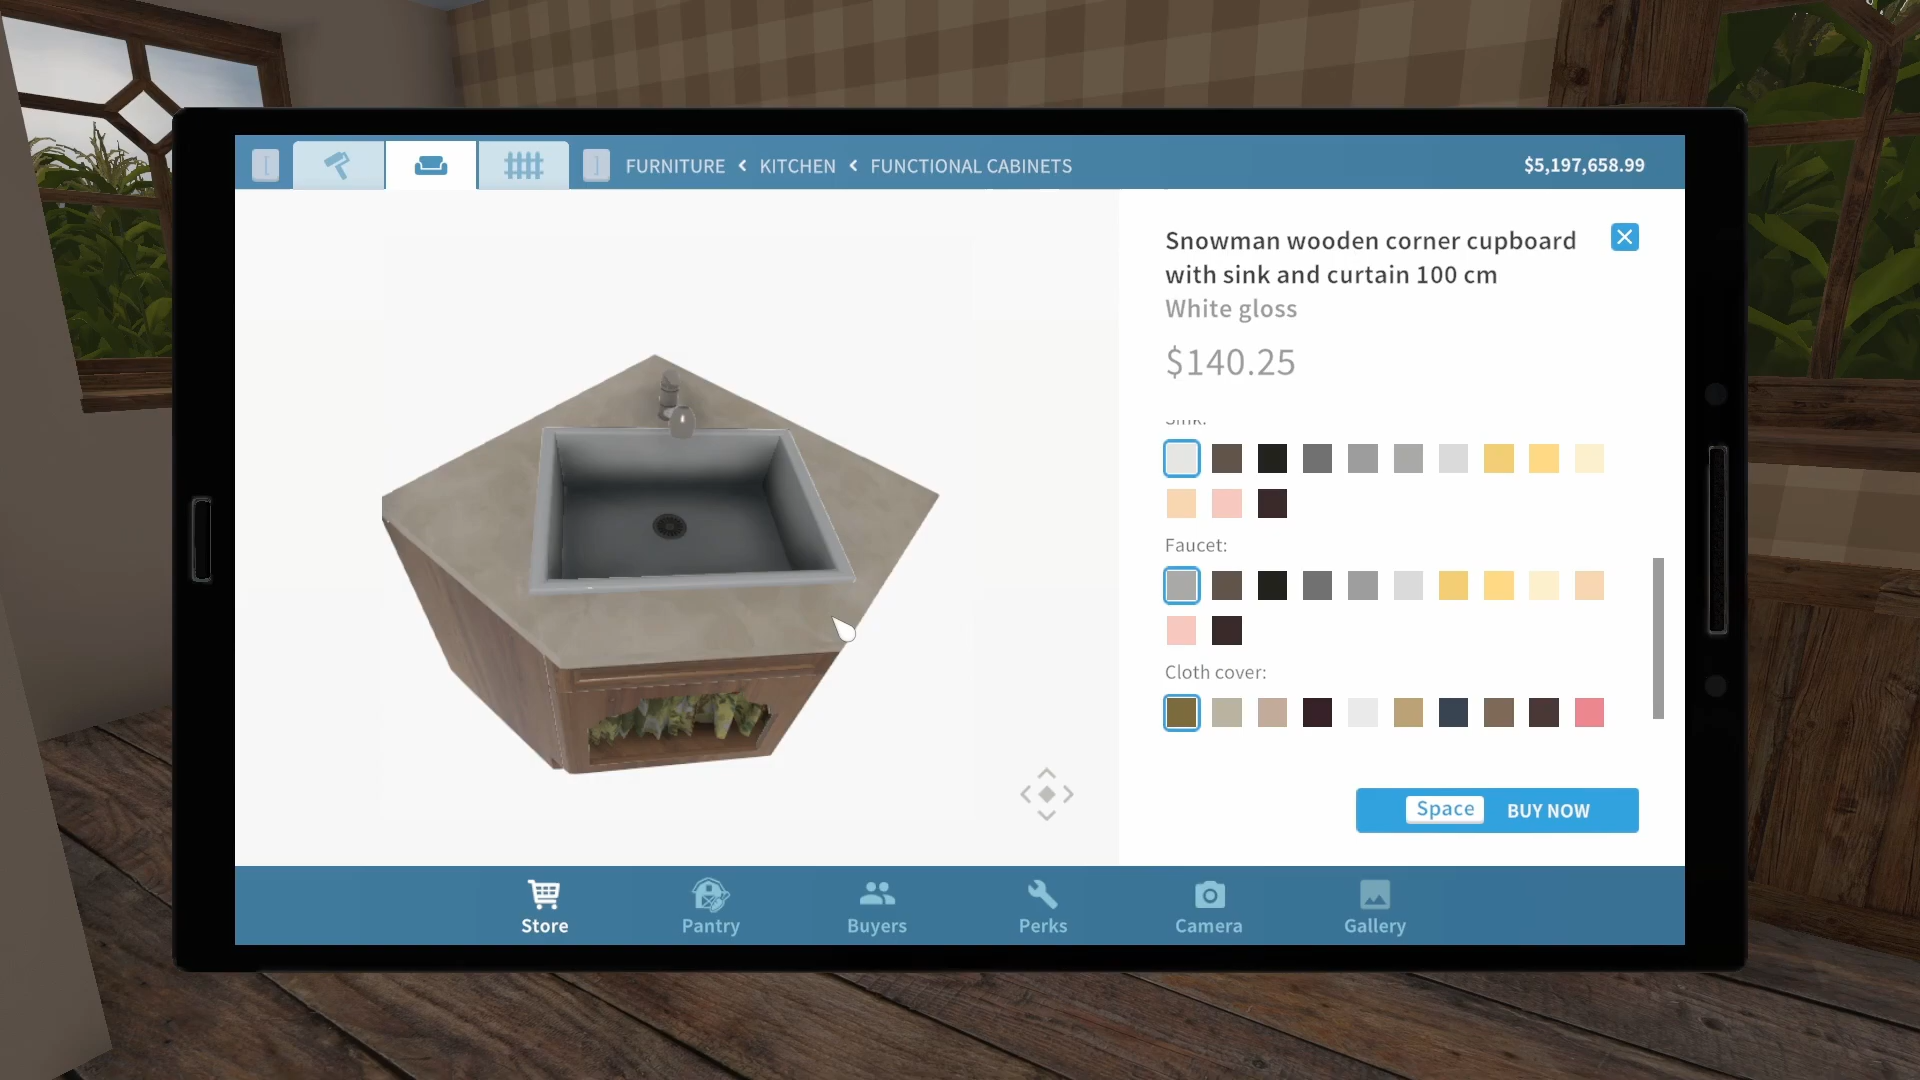 [
]
FURNITURE < KITCHEN < FUNCTIONAL CABINETS
$5,197,658.99
Snowman wooden corner cupboard
with sink and curtain 100 cm
White gloss
$140.25
Sink:
Faucet:
Cloth cover:
Space BUY NOW
Store
Pantry
Buyers
Perks
Camera
Gallery